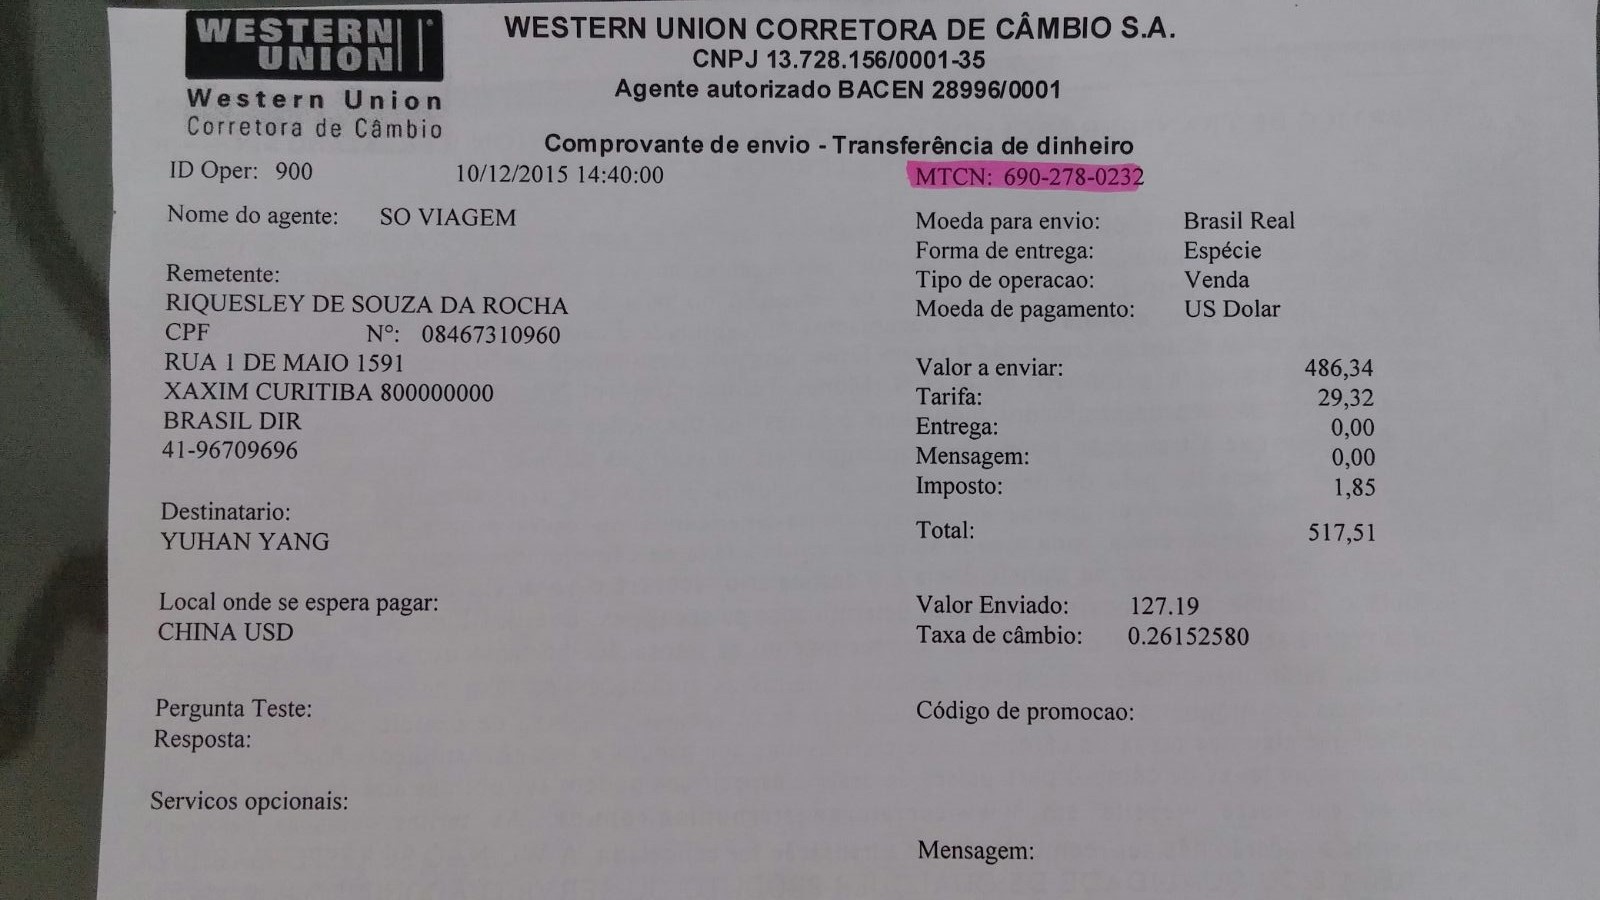 WESTERN UNION
Western Union
Corretora de Câmbio
WESTERN UNION CORRETORA DE CÂMBIO S.A.
CNPJ 13.728.156/0001-35
Agente autorizado BACEN 28996/0001
Comprovante de envio - Transferência de dinheiro
ID Oper: 900 10/12/2015 14:40:00 MTCN: 690-278-0232
Nome do agente: SO VIAGEM
Remetente:
RIQUESLEY DE SOUZA DA ROCHA
CPF Nº: 08467310960
RUA 1 DE MAIO 1591
XAXIM CURITIBA 800000000
BRASIL DIR
41-96709696
Destinatario:
YUHAN YANG
Local onde se espera pagar:
CHINA USD
Pergunta Teste:
Resposta:
Servicos opcionais:
Moeda para envio: Brasil Real
Forma de entrega: Espécie
Tipo de operacao: Venda
Moeda de pagamento: US Dolar
Valor a enviar: 486,34
Tarifa: 29,32
Entrega: 0,00
Mensagem: 0,00
Imposto: 1,85
Total: 517,51
Valor Enviado: 127.19
Taxa de câmbio: 0.26152580
Código de promocao:
Mensagem: